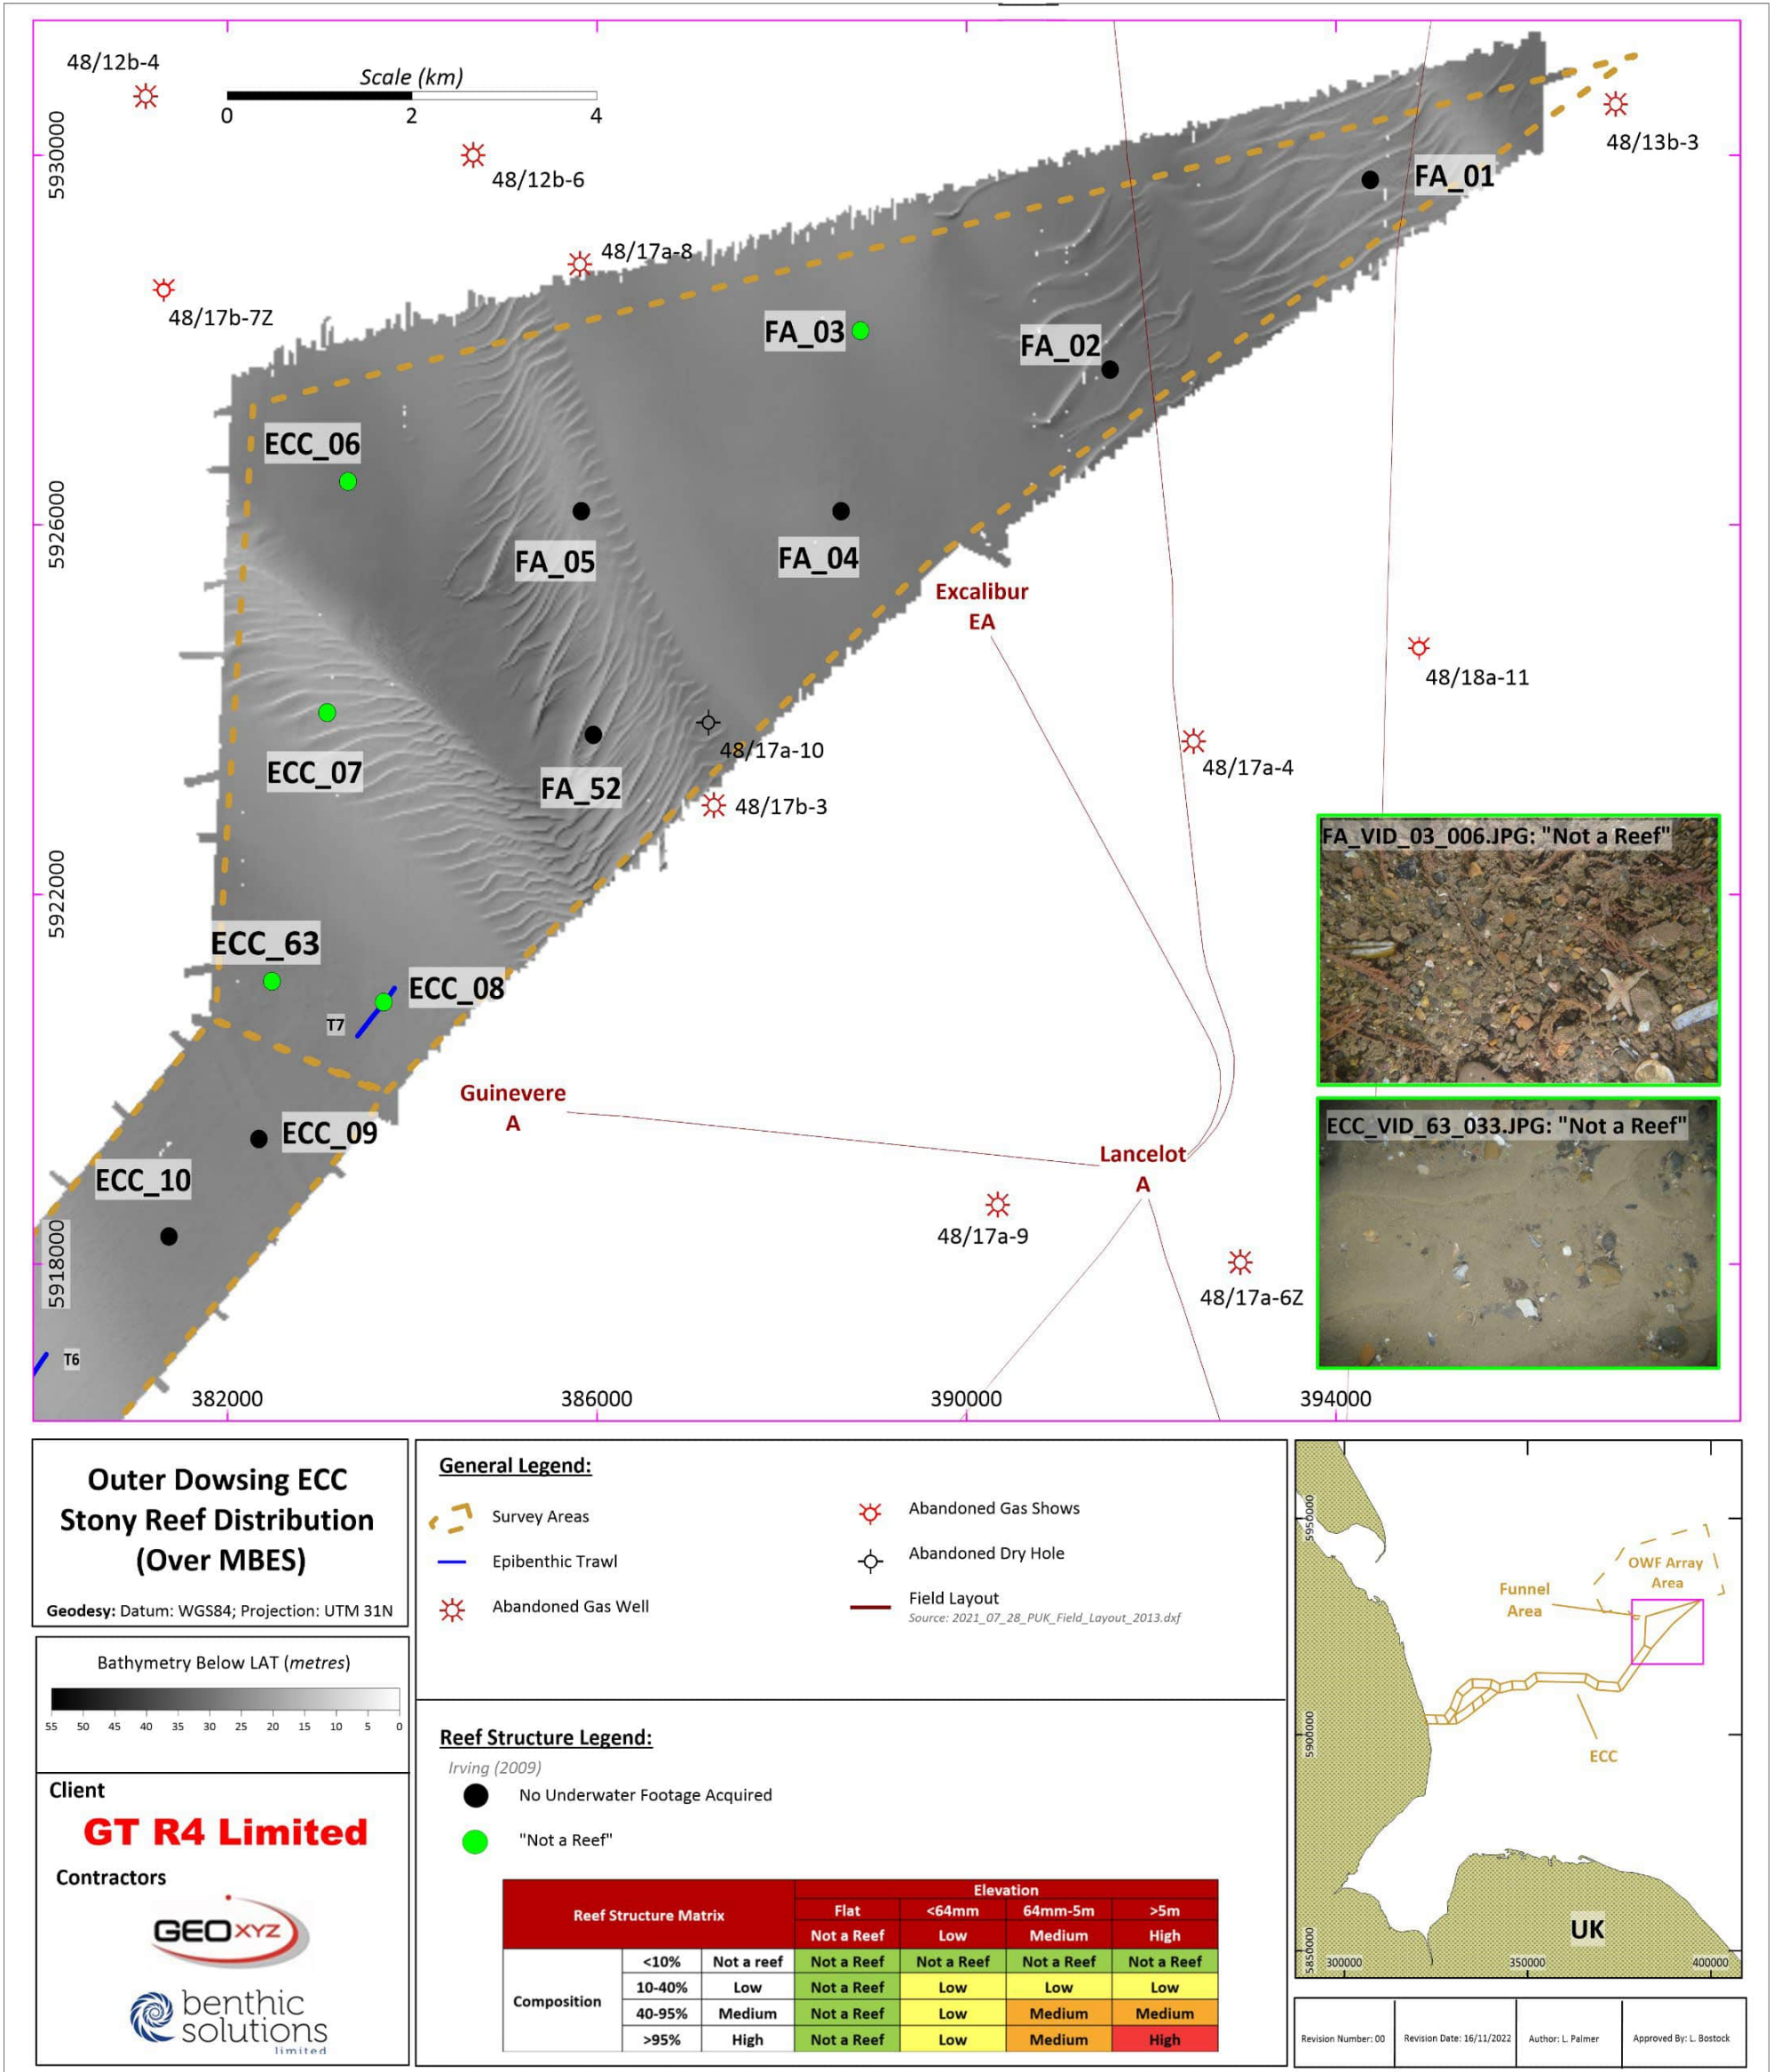 48/12b-4
Scale (km)
0 2 4
48/12b-6
48/13b-3
FA_01
48/17a-8
48/17b-7Z
FA_03
FA_02
ECC_06
FA_05
FA_04
Excalibur
EA
48/18a-11
ECC_07
FA_52
48/17a-10
48/17a-4
48/17b-3
FA_VID_03_006.JPG: "Not a Reef"
ECC_63
ECC_08
T7
Guinevere
A
ECC_09
ECC_10
Lancelot
A
48/17a-9
48/17a-6Z
ECC_VID_63_033.JPG: "Not a Reef"
T6
5930000
5926000
5922000
5918000
382000 386000 390000 394000
Outer Dowsing ECC
Stony Reef Distribution
(Over MBES)
Geodesy: Datum: WGS84; Projection: UTM 31N
Bathymetry Below LAT (metres)
55 50 45 40 35 30 25 20 15 10 5 0
Client
GT R4 Limited
Contractors
GEOXYZ
benthic
solutions
limited
General Legend:
Survey Areas
Epibenthic Trawl
Abandoned Gas Well
Abandoned Gas Shows
Abandoned Dry Hole
Field Layout
Source: 2021_07_28_PUK_Field_Layout_2013.dxf
Reef Structure Legend:
Irving (2009)
No Underwater Footage Acquired
"Not a Reef"
Reef Structure Matrix
Elevation
Flat <64mm 64mm-5m >5m
Not a Reef Low Medium High
Composition
<10% Not a reef Not a Reef Not a Reef Not a Reef Not a Reef
10-40% Low Not a Reef Low Low Low
40-95% Medium Not a Reef Low Medium Medium
>95% High Not a Reef Low Medium High
5950000
5900000
5850000
OWF Array
Area
Funnel
Area
ECC
UK
300000 350000 400000
Revision Number: 00 Revision Date: 16/11/2022 Author: L. Palmer Approved By: L. Bostock